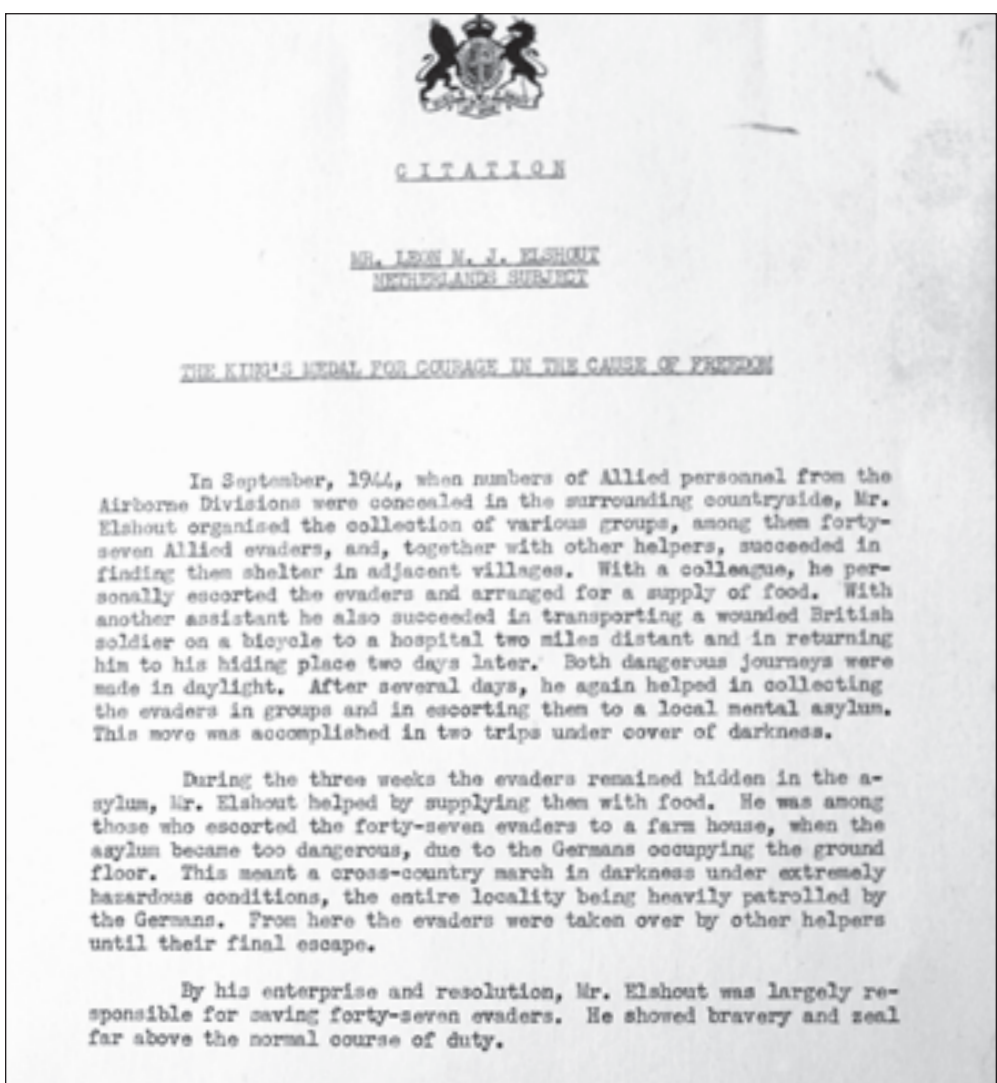 CITATION
MR. LEON M. J. ELSHOUT
NETHERLANDS SUBJECT
THE KING'S MEDAL FOR COURAGE IN THE CAUSE OF FREEDOM
In September, 1944, when numbers of Allied personnel from the
Airborne Divisions were concealed in the surrounding countryside, Mr.
Elshout organised the collection of various groups, among them forty-
seven Allied evaders, and, together with other helpers, succeeded in
finding them shelter in adjacent villages. With a colleague, he per-
sonally escorted the evaders and arranged for a supply of food. With
another assistant he also succeeded in transporting a wounded British
soldier on a bicycle to a hospital two miles distant and in returning
him to his hiding place two days later. Both dangerous journeys were
made in daylight. After several days, he again helped in collecting
the evaders in groups and in escorting them to a local mental asylum.
This move was accomplished in two trips under cover of darkness.
During the three weeks the evaders remained hidden in the a-
sylum, Mr. Elshout helped by supplying them with food. He was among
those who escorted the forty-seven evaders to a farm house, when the
asylum became too dangerous, due to the Germans occupying the ground
floor. This meant a cross-country march in darkness under extremely
hazardous conditions, the entire locality being heavily patrolled by
the Germans. From here the evaders were taken over by other helpers
until their final escape.
By his enterprise and resolution, Mr. Elshout was largely re-
sponsible for saving forty-seven evaders. He showed bravery and zeal
far above the normal course of duty.